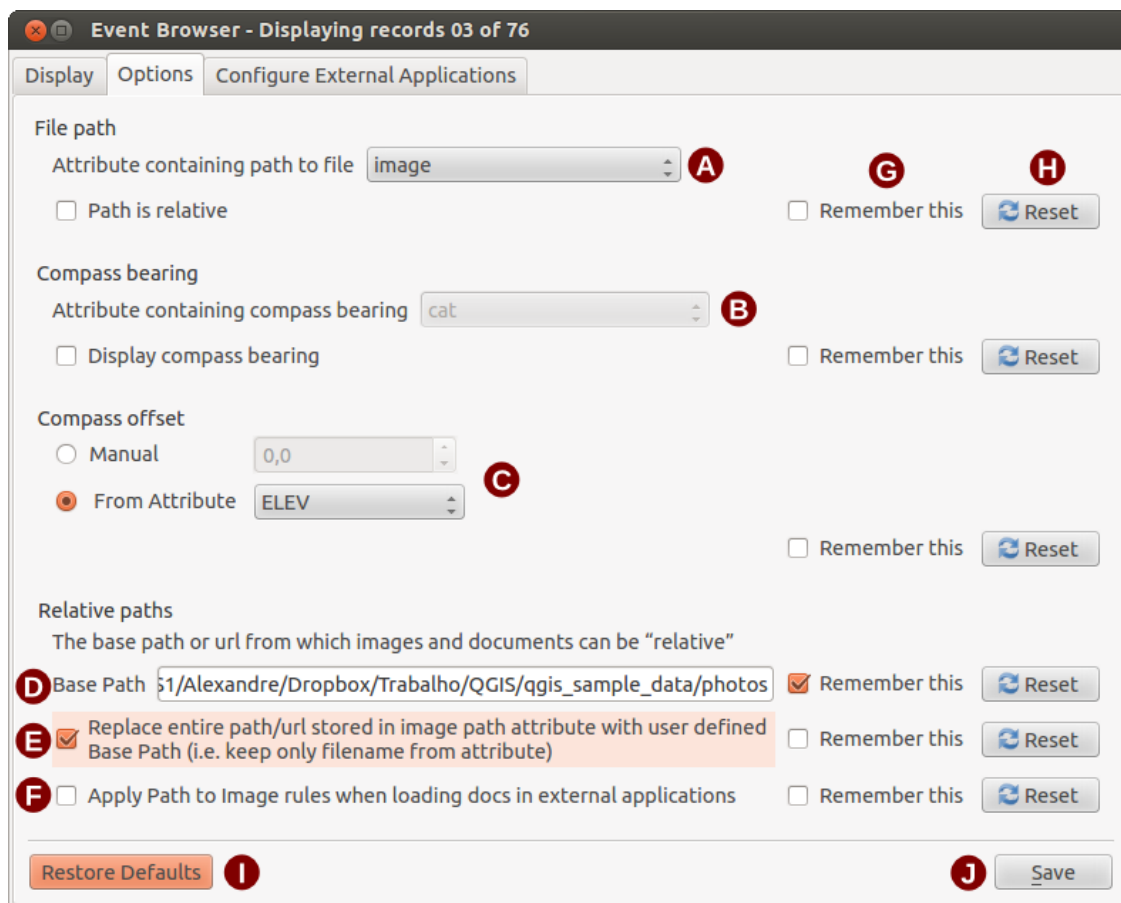 Event Browser - Displaying records 03 of 76
Display Options Configure External Applications
File path
Attribute containing path to file image A G H
Path is relative Remember this Reset
Compass bearing
Attribute containing compass bearing cat B
Display compass bearing Remember this Reset
Compass offset
Manual 0,0
C
From Attribute ELEV
Remember this Reset
Relative paths
The base path or url from which images and documents can be “relative”
D Base Path S1/Alexandre/Dropbox/Trabalho/QGIS/qgis_sample_data/photos Remember this Reset
E Replace entire path/url stored in image path attribute with user defined
Base Path (i.e. keep only filename from attribute) Remember this Reset
F Apply Path to Image rules when loading docs in external applications Remember this Reset
Restore Defaults I J Save